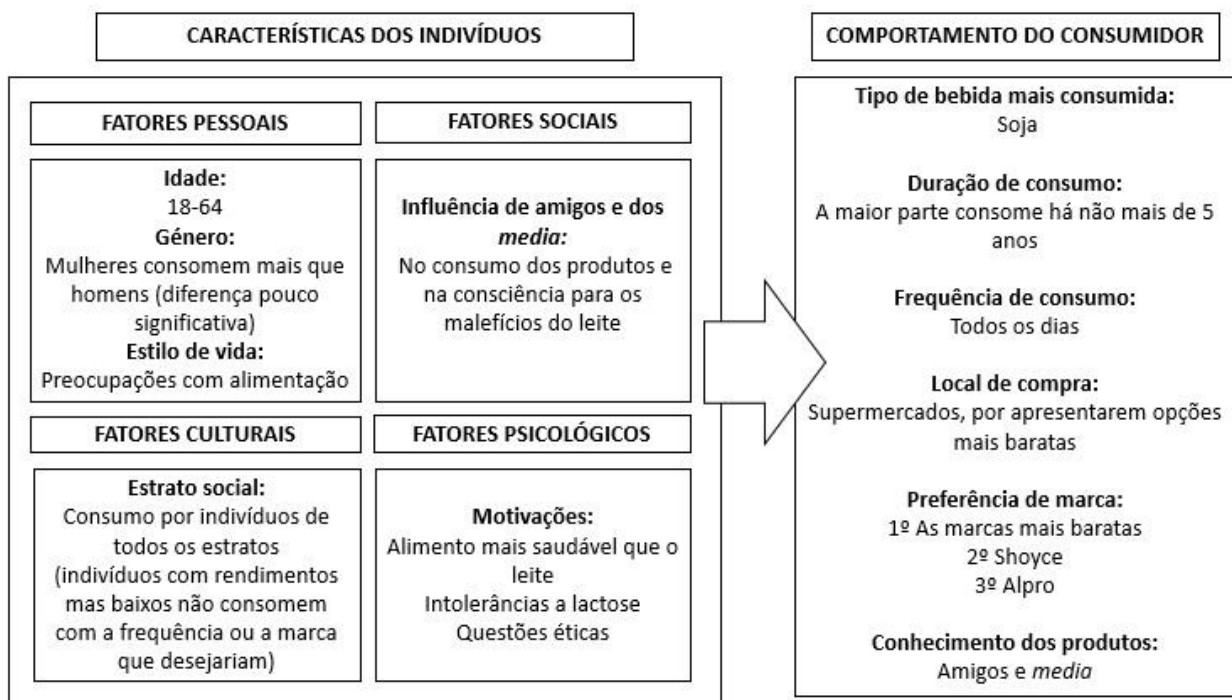 CARACTERÍSTICAS DOS INDIVÍDUOS
FATORES PESSOAIS
Idade:
18-64
Género:
Mulheres consomem mais que
homens (diferença pouco
significativa)
Estilo de vida:
Preocupações com alimentação
FATORES SOCIAIS
Influência de amigos e dos
media:
No consumo dos produtos e
na consciência para os
malefícios do leite
FATORES CULTURAIS
Estrato social:
Consumo por indivíduos de
todos os estratos
(indivíduos com rendimentos
mas baixos não consomem
com a frequência ou a marca
que desejariam)
FATORES PSICOLÓGICOS
Motivações:
Alimento mais saudável que o
leite
Intolerâncias a lactose
Questões éticas
COMPORTAMENTO DO CONSUMIDOR
Tipo de bebida mais consumida:
Soja
Duração de consumo:
A maior parte consome há não mais de 5
anos
Frequência de consumo:
Todos os dias
Local de compra:
Supermercados, por apresentarem opções
mais baratas
Preferência de marca:
1º As marcas mais baratas
2º Shoyce
3º Alpro
Conhecimento dos produtos:
Amigos e media